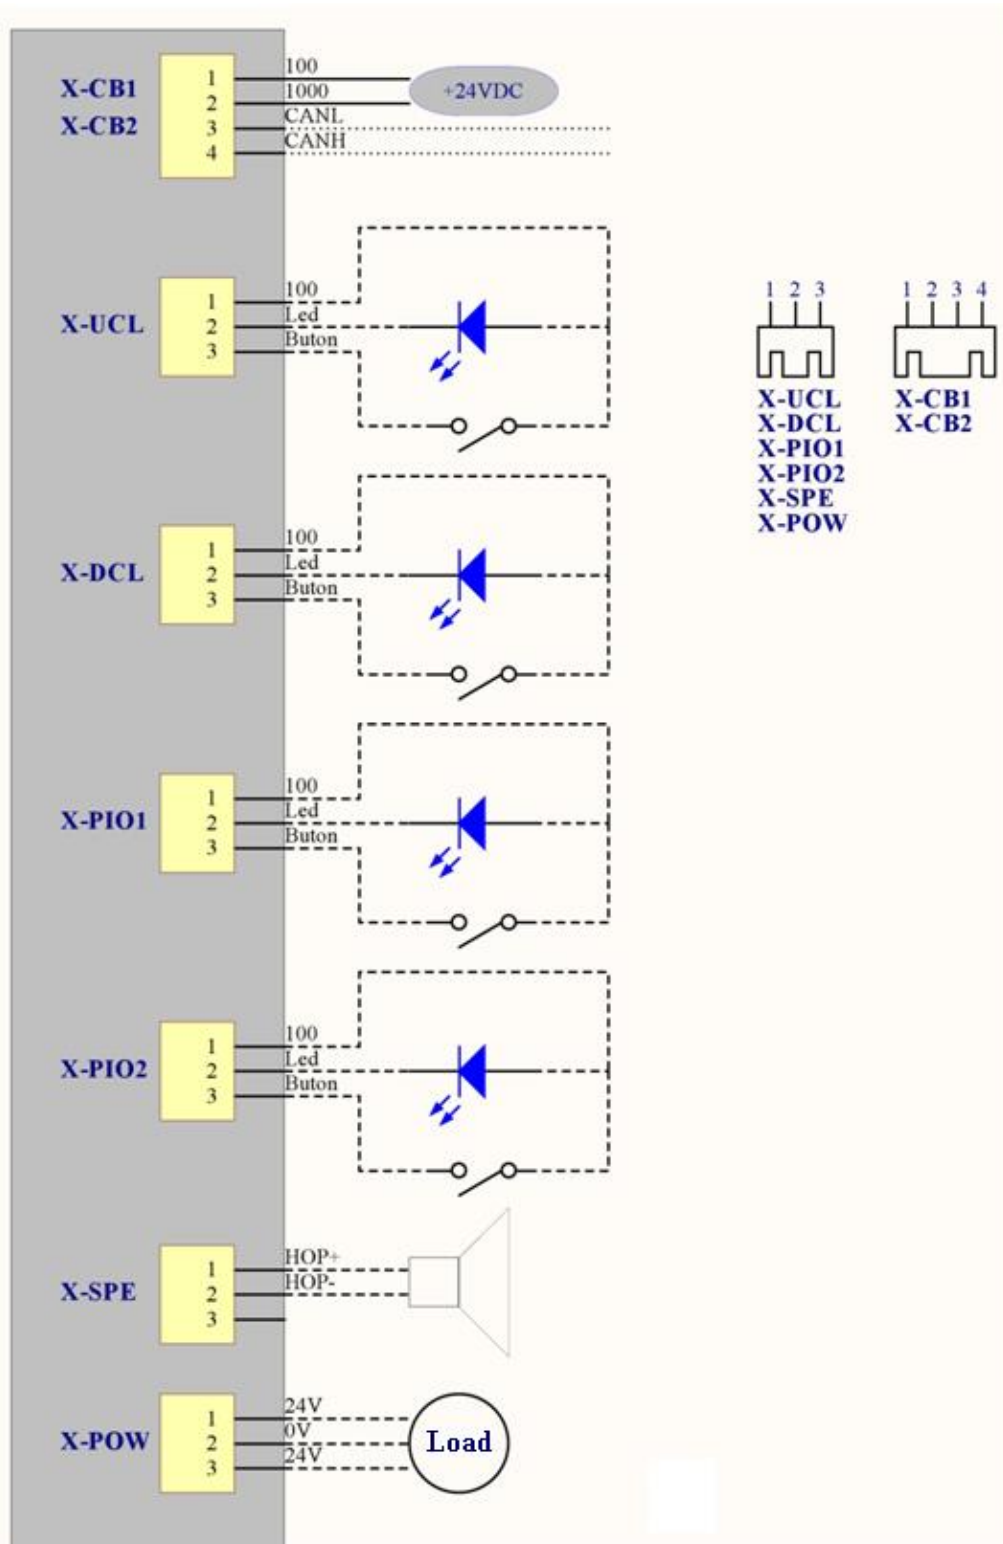 X-CB1
X-CB2
1 100
2 1000
3 CANL
4 CANH
+24VDC
X-UCL
1 100
2 Led
3 Buton
1 2 3
X-UCL
X-DCL
X-PIO1
X-PIO2
X-SPE
X-POW
1 2 3 4
X-CB1
X-CB2
X-DCL
1 100
2 Led
3 Buton
X-PIO1
1 100
2 Led
3 Buton
X-PIO2
1 100
2 Led
3 Buton
X-SPE
1 HOP+
2 HOP-
3
X-POW
1 24V
2 0V
3 24V
Load